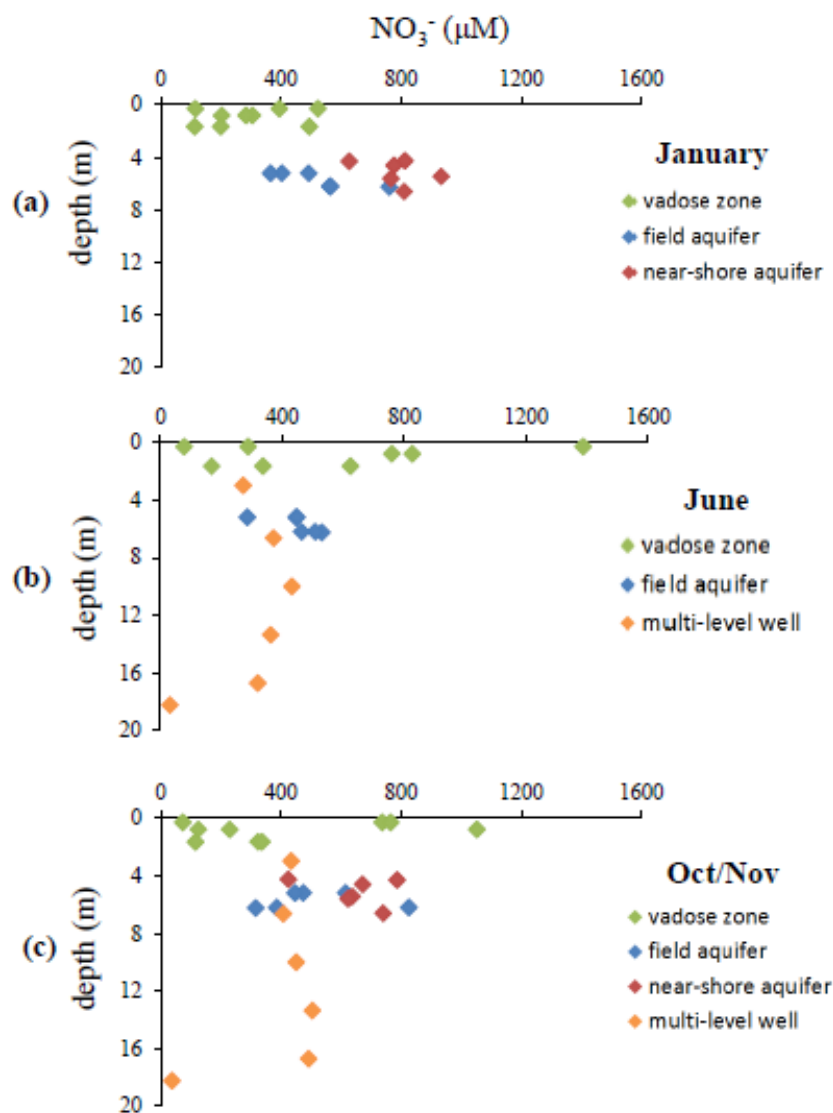 NO₃⁻ (μM)
0 400 800 1200 1600
0
4
8
12
16
20
depth (m)
(a)
January
vadose zone
field aquifer
near-shore aquifer
0 400 800 1200 1600
0
4
8
12
16
20
depth (m)
(b)
June
vadose zone
field aquifer
multi-level well
0 400 800 1200 1600
0
4
8
12
16
20
depth (m)
(c)
Oct/Nov
vadose zone
field aquifer
near-shore aquifer
multi-level well